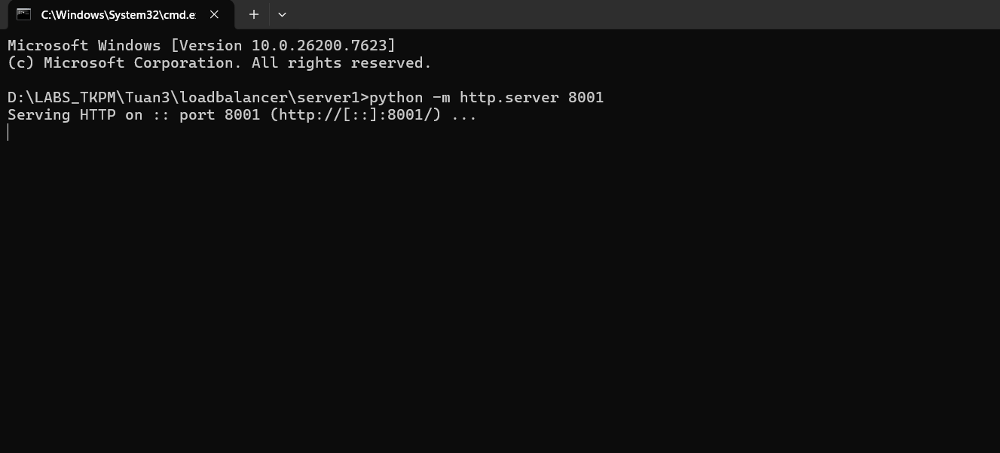 C:\Windows\System32\cmd.e
Microsoft Windows [Version 10.0.26200.7623]
(c) Microsoft Corporation. All rights reserved.
D:\LABS_TKPM\Tuan3\loadbalancer\server1>python -m http.server 8001
Serving HTTP on :: port 8001 (http://[::]:8001/) ...